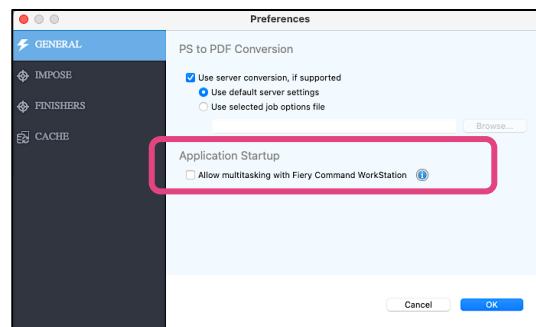 Preferences
GENERAL
IMPOSE
FINISHERS
CACHE
PS to PDF Conversion
Use server conversion, if supported
Use default server settings
Use selected job options file
Browse...
Application Startup
Allow multitasking with Fiery Command WorkStation
Cancel
OK